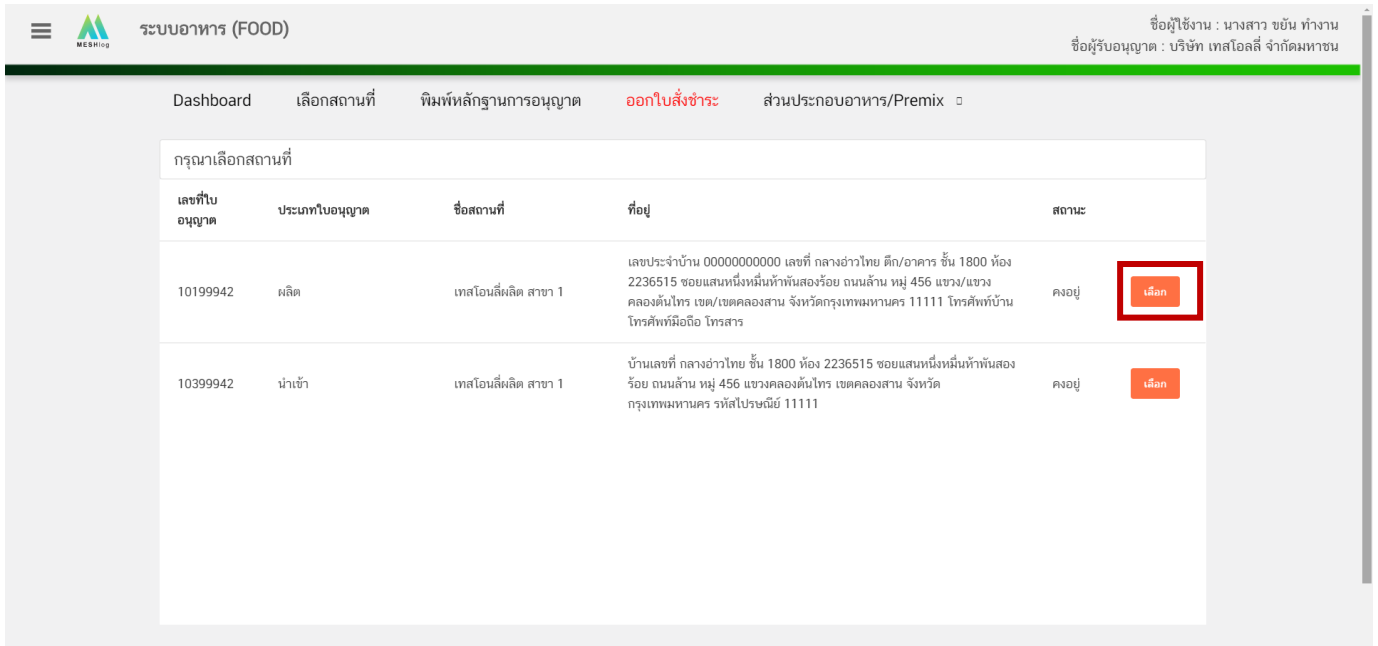 ระบบอาหาร (FOOD)
MESHlog
ชื่อผู้ใช้งาน : นางสาว ขยัน ทำงาน
ชื่อผู้รับอนุญาต : บริษัท เทสโอลลี่ จำกัดมหาชน
Dashboard เลือกสถานที่ พิมพ์หลักฐานการอนุญาต ออกใบสั่งชำระ ส่วนประกอบอาหาร/Premix
กรุณาเลือกสถานที่
เลขที่ใบ
อนุญาต
ประเภทใบอนุญาต ชื่อสถานที่ ที่อยู่ สถานะ
เลขประจำบ้าน 00000000000 เลขที่ กลางอ่าวไทย ตึก/อาคาร ชั้น 1800 ห้อง
10199942 ผลิต เทสโอนลี่ผลิต สาขา 1 2236515 ซอยแสนหนึ่งหมื่นห้าพันสองร้อย ถนนล้าน หมู่ 456 แขวง/แขวง คงอยู่ เลือก
คลองต้นไทร เขต/เขตคลองสาน จังหวัดกรุงเทพมหานคร 11111 โทรศัพท์บ้าน
โทรศัพท์มือถือ โทรสาร
บ้านเลขที่ กลางอ่าวไทย ชั้น 1800 ห้อง 2236515 ซอยแสนหนึ่งหมื่นห้าพันสอง
10399942 นำเข้า เทสโอนลี่ผลิต สาขา 1 ร้อย ถนนล้าน หมู่ 456 แขวงคลองต้นไทร เขตคลองสาน จังหวัด คงอยู่ เลือก
กรุงเทพมหานคร รหัสไปรษณีย์ 11111